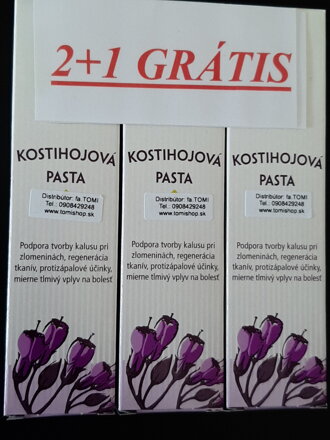 2+1 GRÁTIS
KOSTIHOJOVÁ
PASTA
Distribútor: fa.TOMI
Tel.: 0908429248
www.tomishop.sk
Podpora tvorby kalusu pri
zlomeninách, regenerácia
tkanív, protizápalové účinky,
mierne tlmivý vplyv na bolesť
KOSTIHOJOVÁ
PASTA
Distribútor: fa.TOMI
Tel.: 0908429248
www.tomishop.sk
Podpora tvorby kalusu pri
zlomeninách, regenerácia
tkanív, protizápalové účinky,
mierne tlmivý vplyv na bolesť
KOSTIHOJOVÁ
PASTA
Distribútor: fa.TOMI
Tel.: 0908429248
www.tomishop.sk
Podpora tvorby kalusu pri
zlomeninách, regenerácia
tkanív, protizápalové účinky,
mierne tlmivý vplyv na bolesť